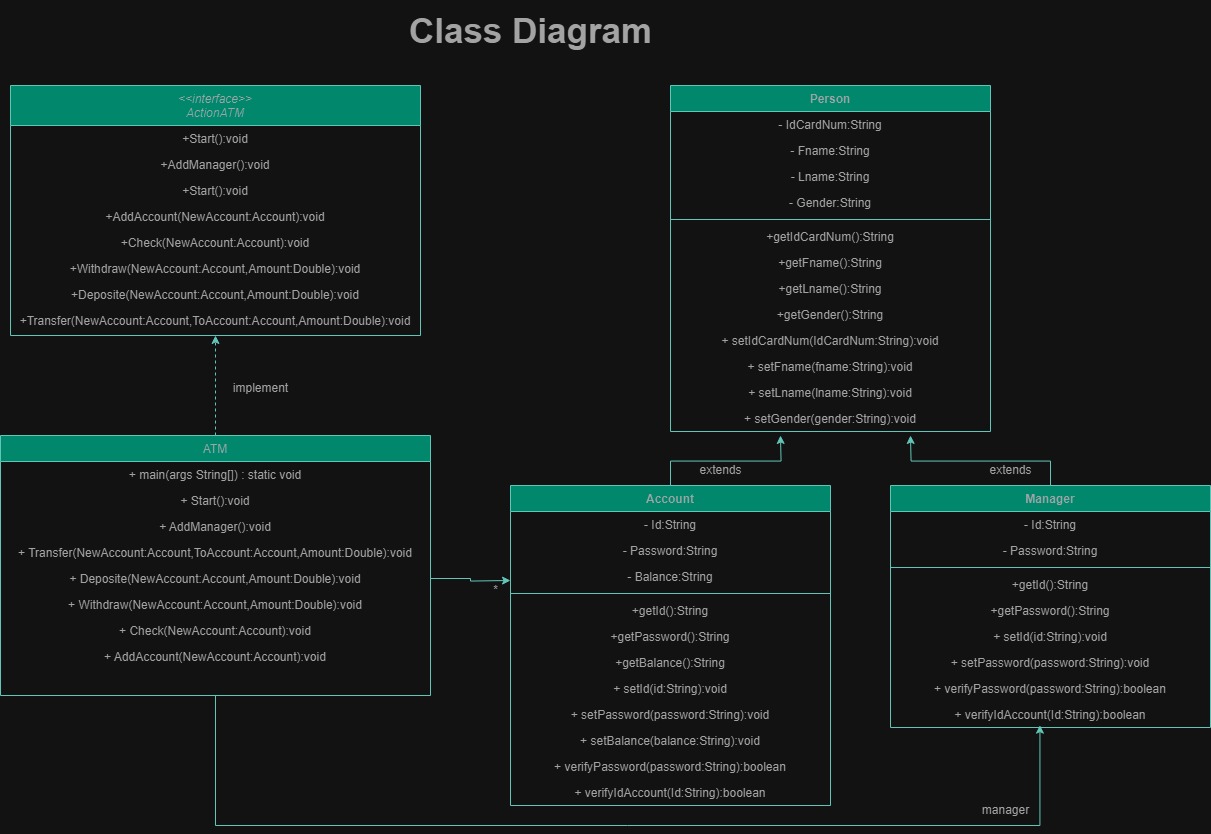 Class Diagram
<<interface>>
ActionATM
+Start():void
+AddManager():void
+Start():void
+AddAccount(NewAccount:Account):void
+Check(NewAccount:Account):void
+Withdraw(NewAccount:Account,Amount:Double):void
+Deposite(NewAccount:Account,Amount:Double):void
+Transfer(NewAccount:Account,ToAccount:Account,Amount:Double):void
implement
Person
- IdCardNum:String
- Fname:String
- Lname:String
- Gender:String
+getIdCardNum():String
+getFname():String
+getLname():String
+getGender():String
+ setIdCardNum(IdCardNum:String):void
+ setFname(fname:String):void
+ setLname(lname:String):void
+ setGender(gender:String):void
extends
extends
ATM
+ main(args String[]) : static void
+ Start():void
+ AddManager():void
+ Transfer(NewAccount:Account,ToAccount:Account,Amount:Double):void
+ Deposite(NewAccount:Account,Amount:Double):void
+ Withdraw(NewAccount:Account,Amount:Double):void
+ Check(NewAccount:Account):void
+ AddAccount(NewAccount:Account):void
*
Account
- Id:String
- Password:String
- Balance:String
+getId():String
+getPassword():String
+getBalance():String
+ setId(id:String):void
+ setPassword(password:String):void
+ setBalance(balance:String):void
+ verifyPassword(password:String):boolean
+ verifyIdAccount(Id:String):boolean
Manager
- Id:String
- Password:String
+getId():String
+getPassword():String
+ setId(id:String):void
+ setPassword(password:String):void
+ verifyPassword(password:String):boolean
+ verifyIdAccount(Id:String):boolean
manager